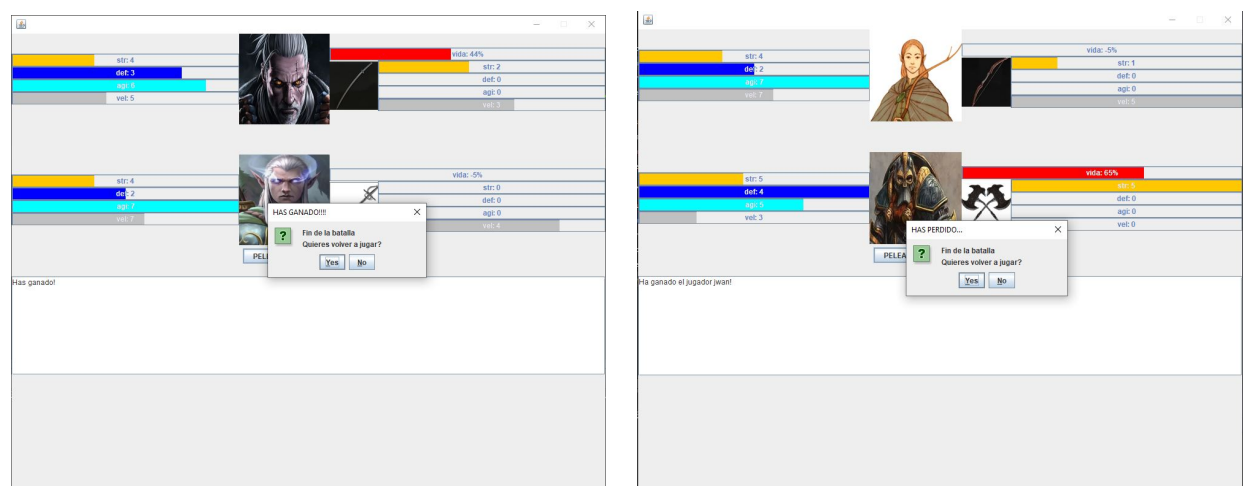 vida: 44%
str: 4
str: 2
def: 3
def: 0
agi: 6
agi: 0
vel: 5
vel: 3
vida: -5%
str: 4
str: 0
def: 2
def: 0
agi: 7
agi: 0
vel: 7
vel: 4
HAS GANADO!!!!
Fin de la batalla
Quieres volver a jugar?
Yes No
Has ganado!
vida: -5%
str: 4
str: 1
def: 2
def: 0
agi: 7
agi: 0
vel: 7
vel: 5
vida: 65%
str: 5
str: 5
def: 4
def: 0
agi: 5
agi: 0
vel: 3
vel: 0
HAS PERDIDO...
PELEA
Fin de la batalla
Quieres volver a jugar?
Yes No
Ha ganado el jugador jwan!